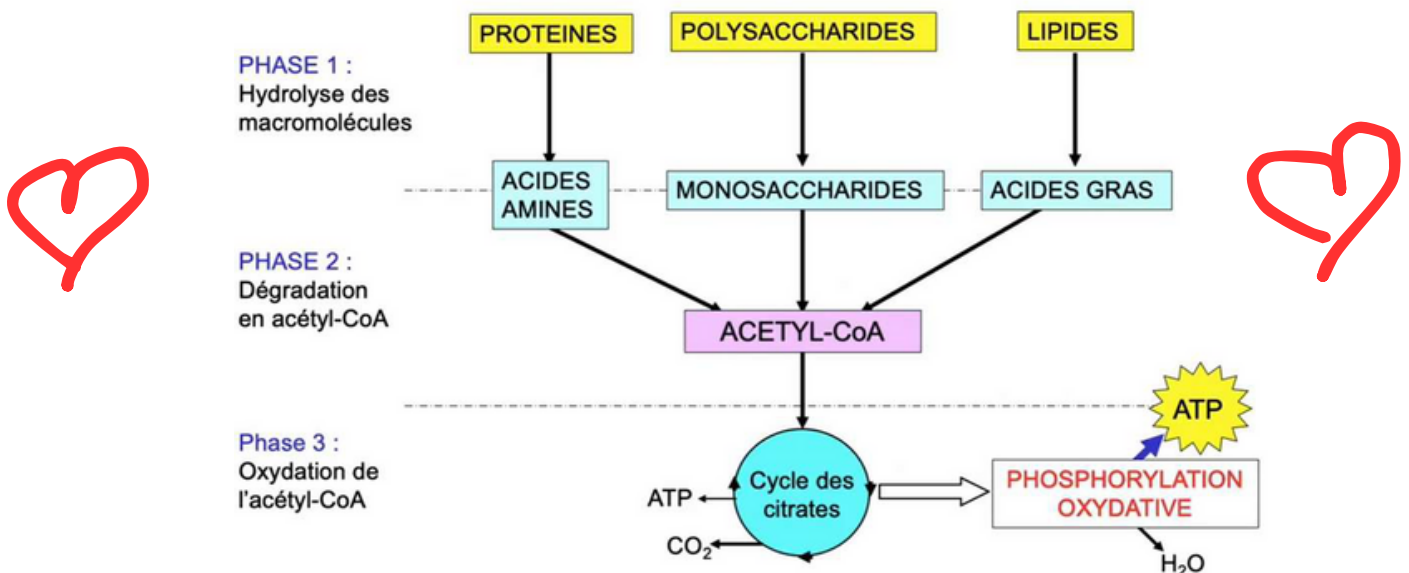 PROTEINES
POLYSACCHARIDES
LIPIDES
PHASE 1 :
Hydrolyse des
macromolécules
ACIDES
AMINES
MONOSACCHARIDES
ACIDES GRAS
PHASE 2 :
Dégradation
en acétyl-CoA
ACETYL-CoA
ATP
Phase 3 :
Oxydation de
l'acétyl-CoA
Cycle des
citrates
ATP
CO₂
PHOSPHORYLATION
OXYDATIVE
H₂O